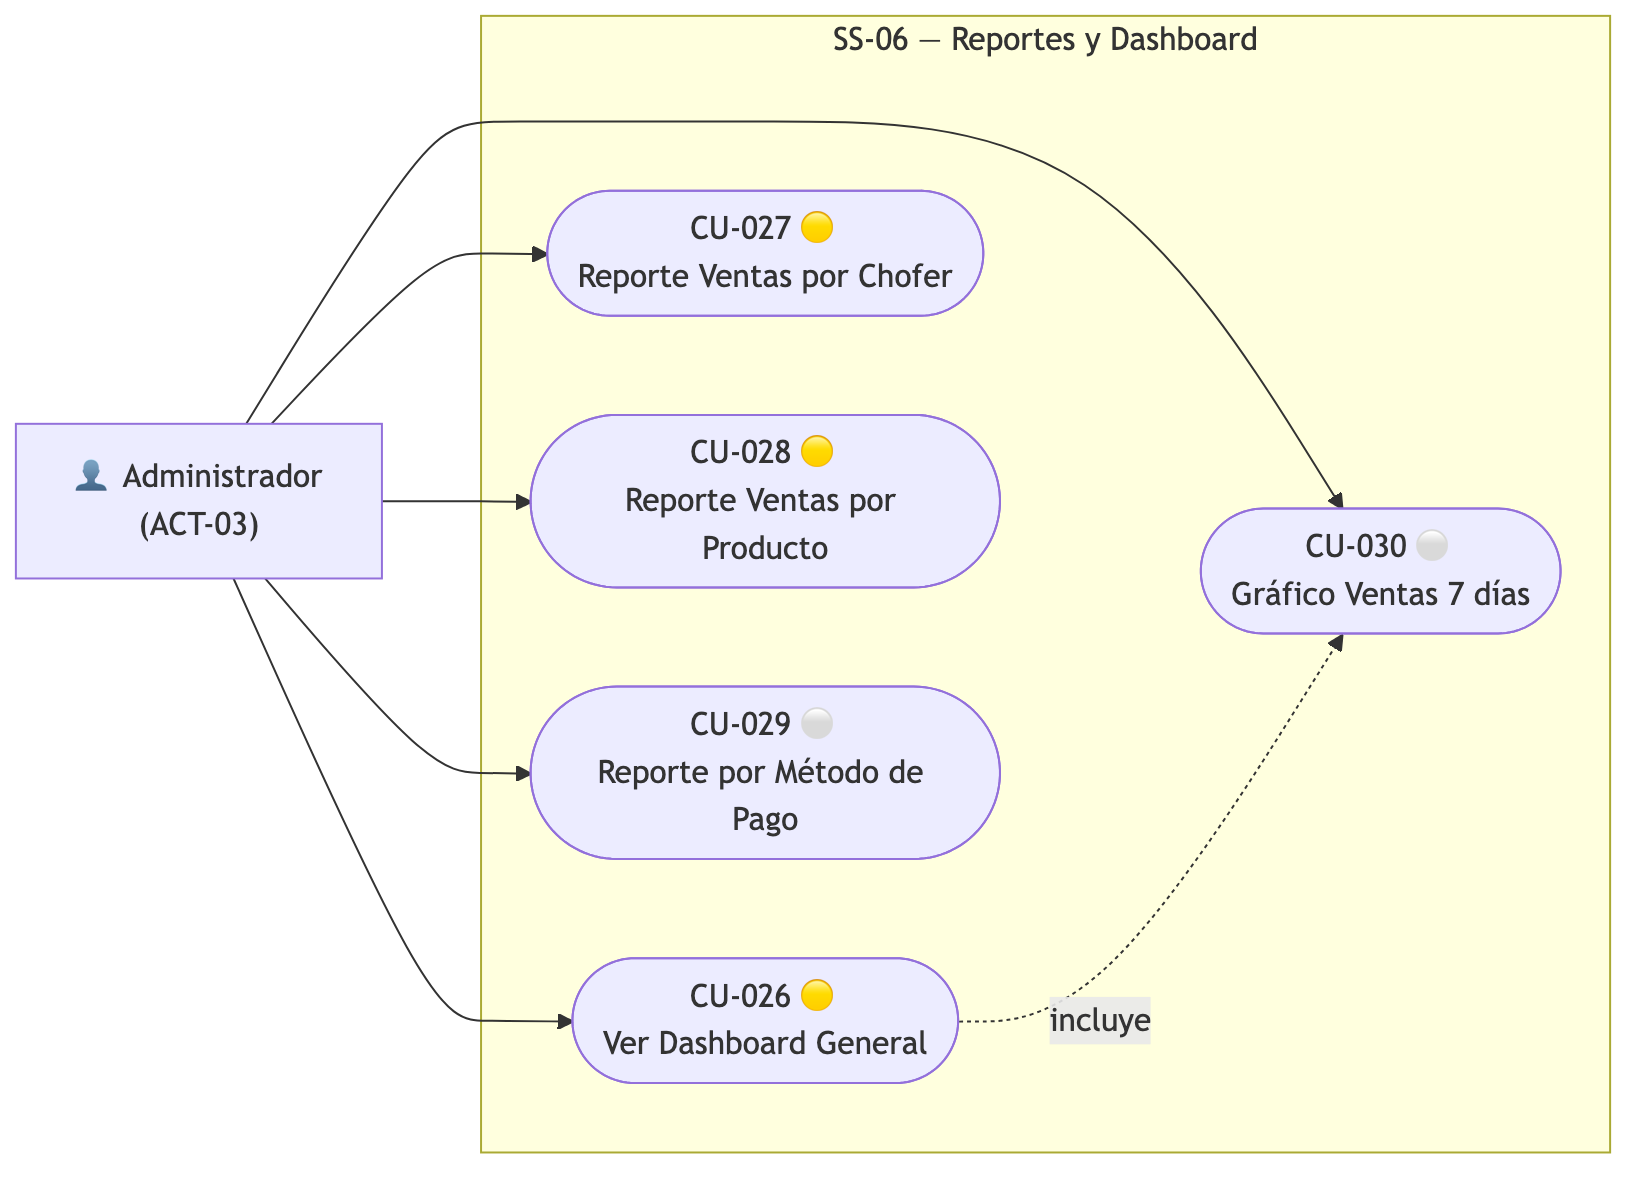 SS-06 — Reportes y Dashboard
CU-027 🟡
Reporte Ventas por Chofer
👤 Administrador
(ACT-03)
CU-028 🟡
Reporte Ventas por
Producto
CU-030 ⚪
Gráfico Ventas 7 días
CU-029 ⚪
Reporte por Método de
Pago
CU-026 🟡
Ver Dashboard General
incluye